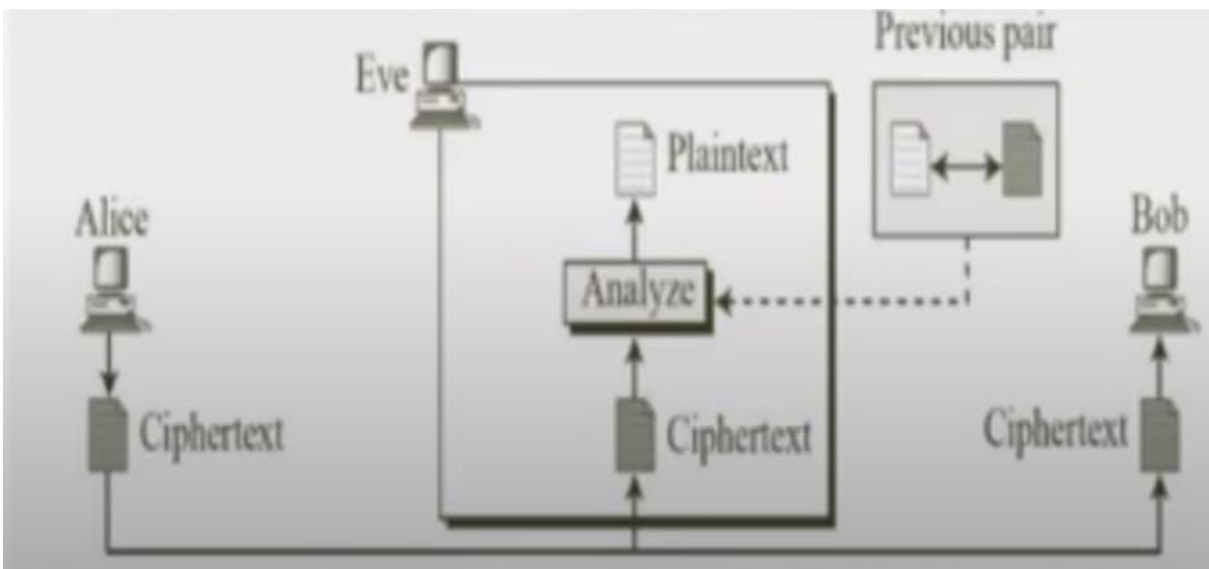 Previous pair
Eve
Plaintext
Alice
Bob
Analyze
Ciphertext
Ciphertext
Ciphertext